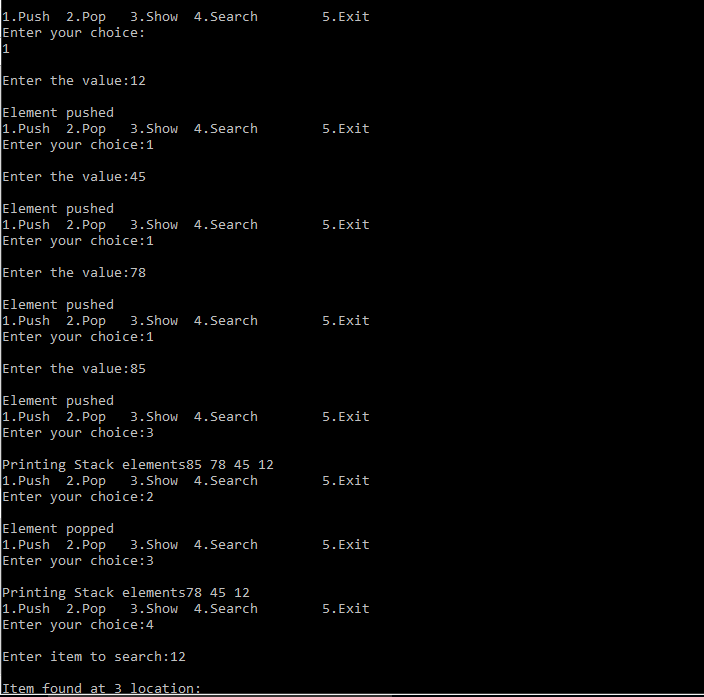 1.Push  2.Pop   3.Show  4.Search        5.Exit
Enter your choice:
1
Enter the value:12
Element pushed
1.Push  2.Pop   3.Show  4.Search        5.Exit
Enter your choice:1
Enter the value:45
Element pushed
1.Push  2.Pop   3.Show  4.Search        5.Exit
Enter your choice:1
Enter the value:78
Element pushed
1.Push  2.Pop   3.Show  4.Search        5.Exit
Enter your choice:1
Enter the value:85
Element pushed
1.Push  2.Pop   3.Show  4.Search        5.Exit
Enter your choice:3
Printing Stack elements85 78 45 12
1.Push  2.Pop   3.Show  4.Search        5.Exit
Enter your choice:2
Element popped
1.Push  2.Pop   3.Show  4.Search        5.Exit
Enter your choice:3
Printing Stack elements78 45 12
1.Push  2.Pop   3.Show  4.Search        5.Exit
Enter your choice:4
Enter item to search:12
Item found at 3 location: